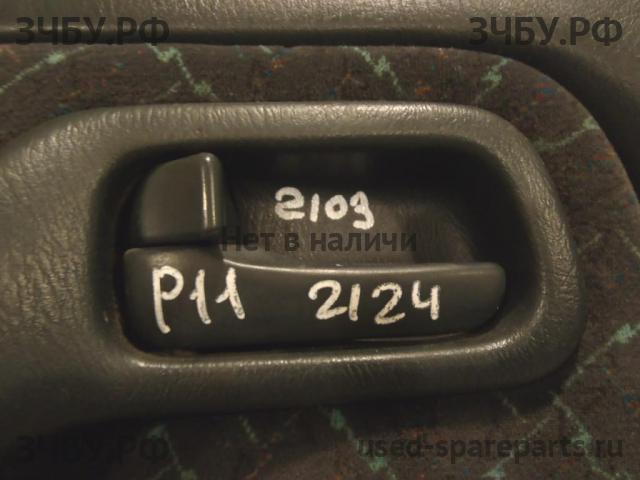 ЗЧБУ.РФ ЗЧБУ.РФ
2103
Нет в наличи
P11 2124
ЗЧБУ.РФ used-spareparts.ru